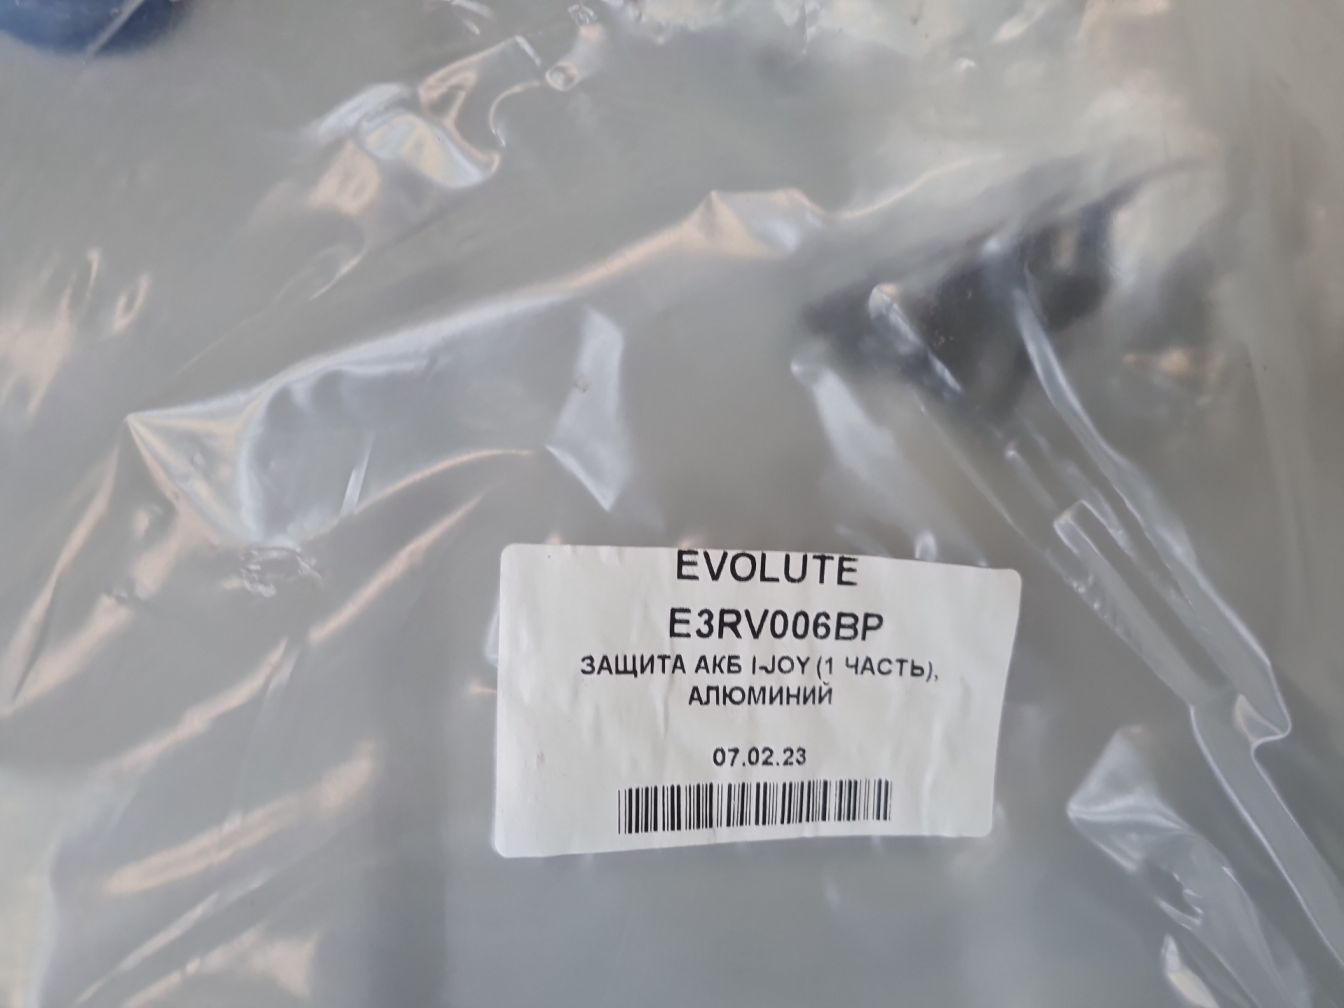 EVOLUTE
E3RV006BP
ЗАЩИТА АКБ I-JOY (1 ЧАСТЬ),
АЛЮМИНИЙ
07.02.23